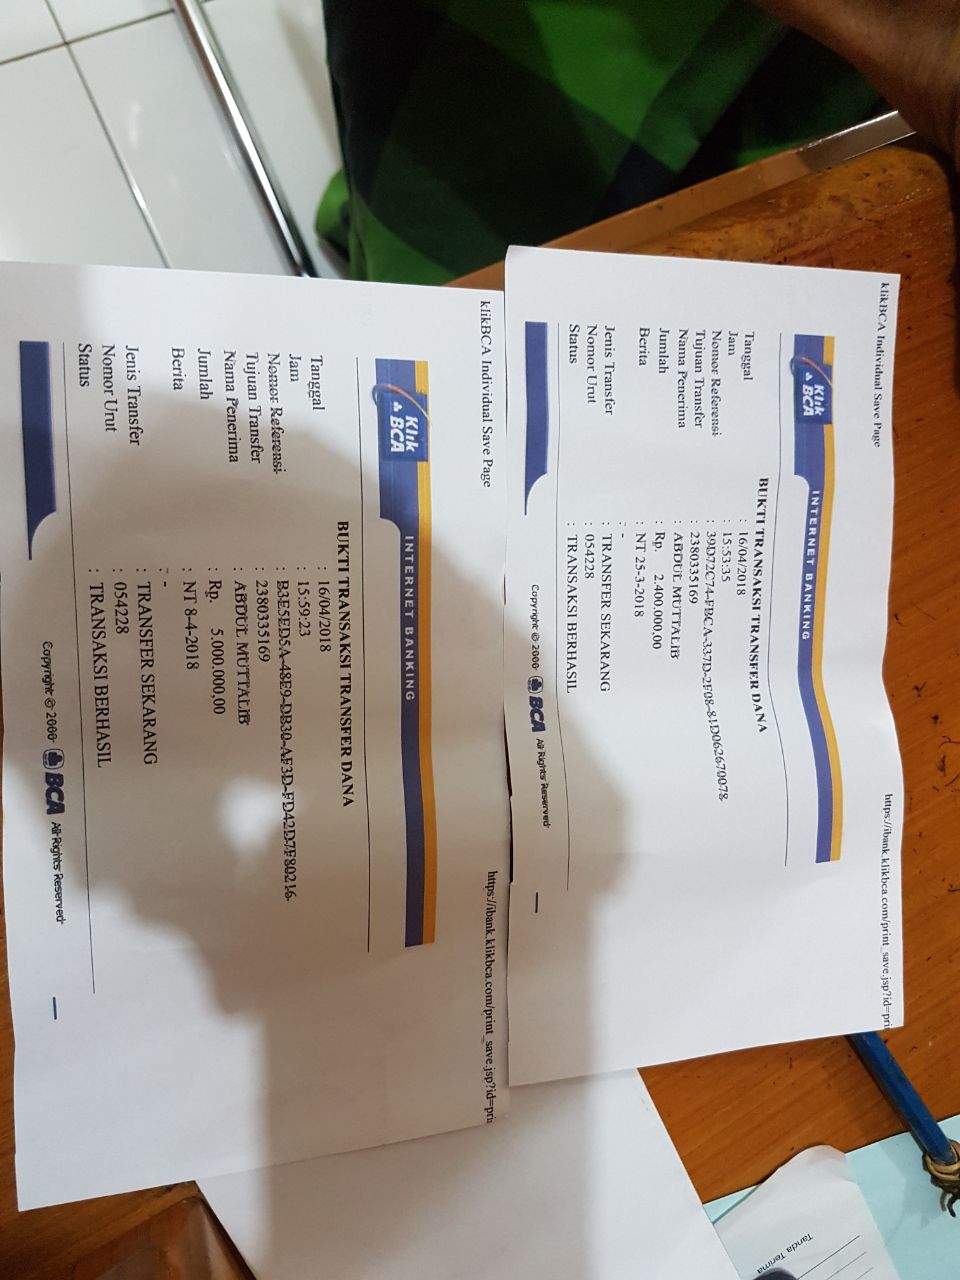 klikBCA Individual Save Page
https://ibank.klikbca.com/print_save.jsp?id=pri
Klik BCA
INTERNET BANKING
BUKTI TRANSAKSI TRANSFER DANA
Tanggal : 16/04/2018
Jam : 15:53:35
Nomor Referensi : 39D72C74-FBCA-337D-2F08-81D062670078
Tujuan Transfer : 2380335169
Nama Penerima : ABDUL MUTTALIB
Jumlah : Rp. 2.400.000,00
Berita : NT 25-3-2018
: -
Jenis Transfer : TRANSFER SEKARANG
Nomor Urut : 054228
Status : TRANSAKSI BERHASIL
Copyright © 2000 BCA All Rights Reserved
klikBCA Individual Save Page
https://ibank.klikbca.com/print_save.jsp?id=prin
Klik BCA
INTERNET BANKING
BUKTI TRANSAKSI TRANSFER DANA
Tanggal : 16/04/2018
Jam : 15:59:23
Nomor Referensi : B3E5ED5A-48E9-DB30-AF3D-FD42D7F80216
Tujuan Transfer : 2380335169
Nama Penerima : ABDUL MUTTALIB
Jumlah : Rp. 5.000.000,00
Berita : NT 8-4-2018
: -
Jenis Transfer : TRANSFER SEKARANG
Nomor Urut : 054228
Status : TRANSAKSI BERHASIL
Copyright © 2000 BCA All Rights Reserved
Tanda Terima